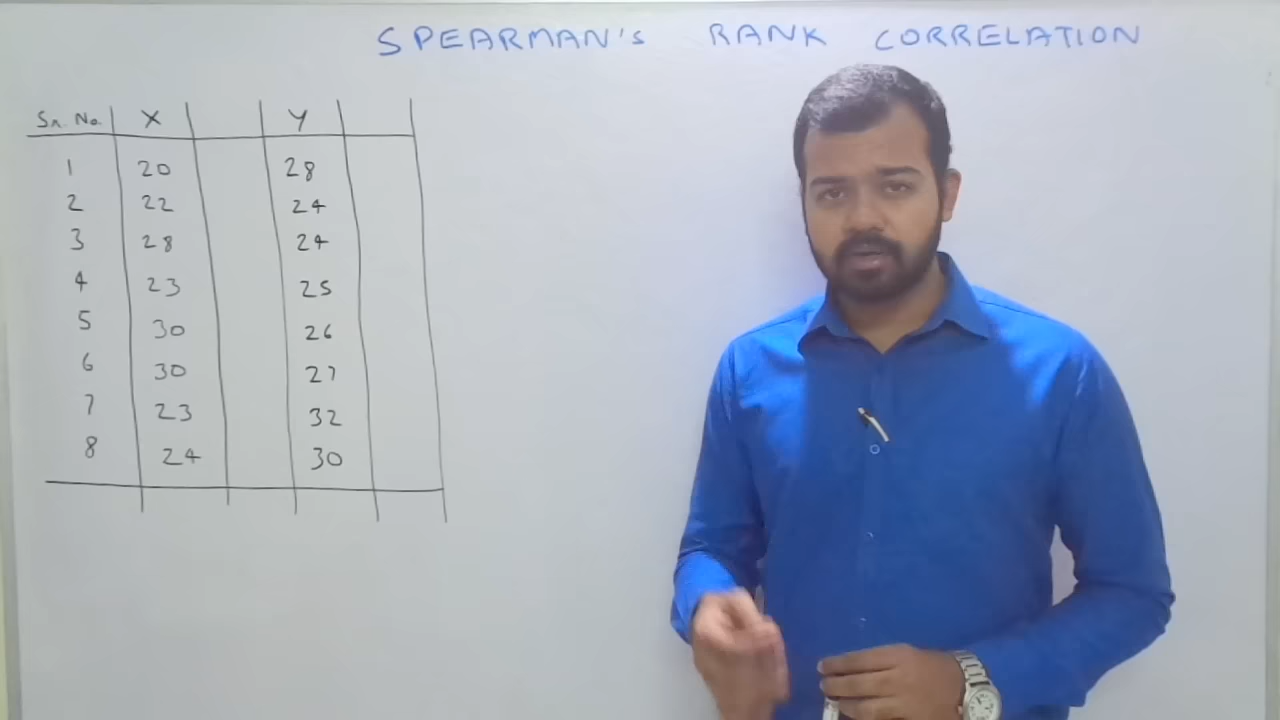 SPEARMAN's RANK CORRELATION
Sr. No. X Y
1 20 28
2 22 24
3 28 24
4 23 25
5 30 26
6 30 27
7 23 32
8 24 30